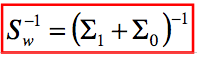 S_w^{-1} = (Σ_1 + Σ_0)^{-1}